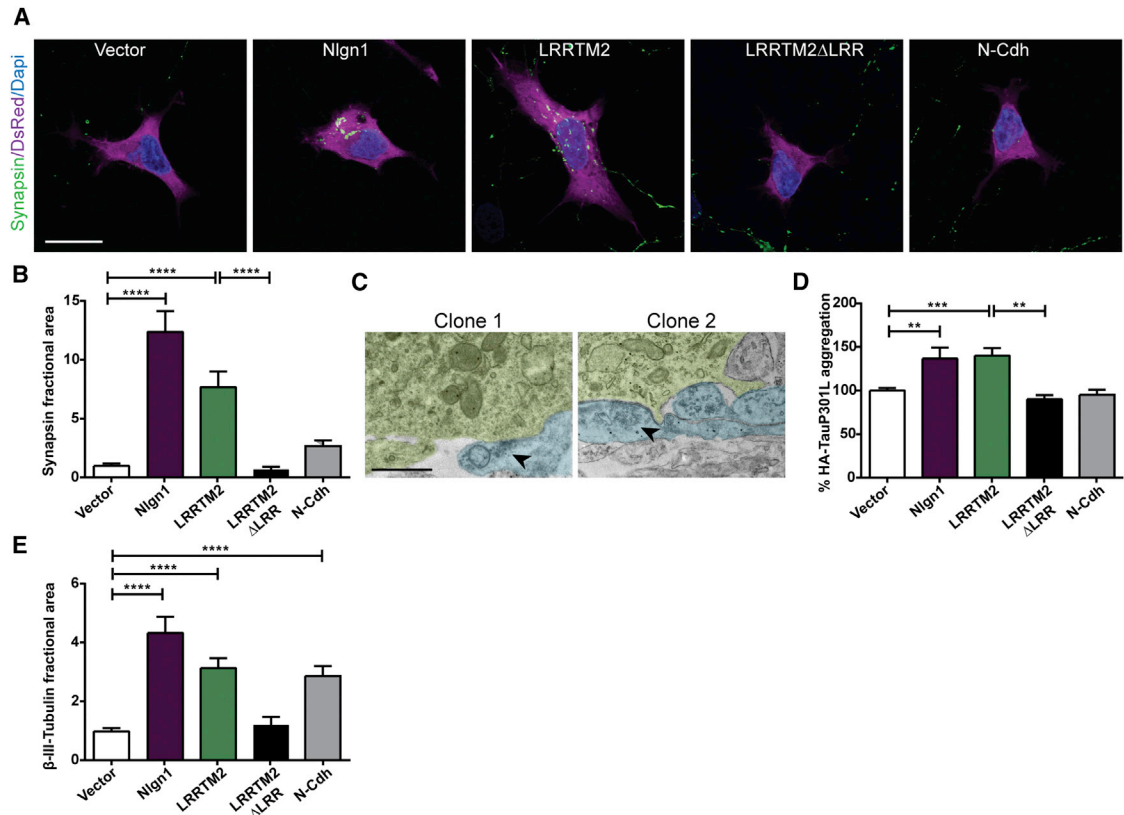 A
Synapsin/DsRed/Dapi
Vector
Nlgn1
LRRTM2
LRRTM2ΔLRR
N-Cdh
B
Synapsin fractional area
15
10
5
0
****
****
****
Vector
Nlgn1
LRRTM2
LRRTM2
ΔLRR
N-Cdh
C
Clone 1
Clone 2
D
% HA-TauP301L aggregation
200
150
100
50
0
***
**
**
Vector
Nlgn1
LRRTM2
LRRTM2
ΔLRR
N-Cdh
E
β-III-Tubulin fractional area
6
4
2
0
****
****
****
Vector
Nlgn1
LRRTM2
LRRTM2
ΔLRR
N-Cdh